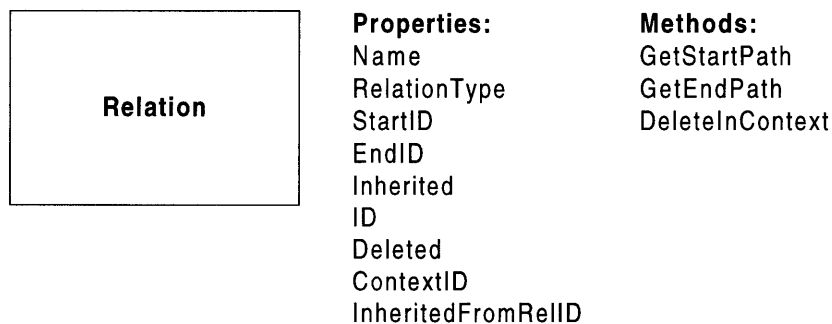 Relation
Properties:
Name
RelationType
StartID
EndID
Inherited
ID
Deleted
ContextID
InheritedFromRelID
Methods:
GetStartPath
GetEndPath
DeleteInContext